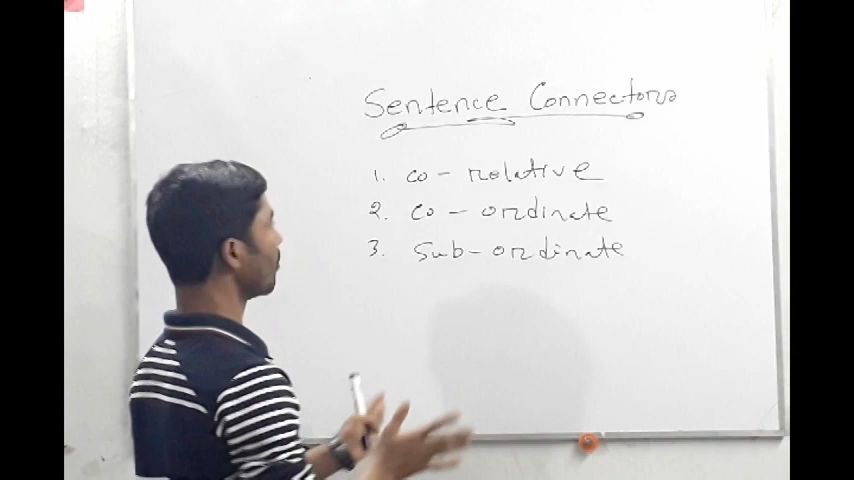 Sentence Connectors
1. co-relative
2. co-ordinate
3. sub-ordinate